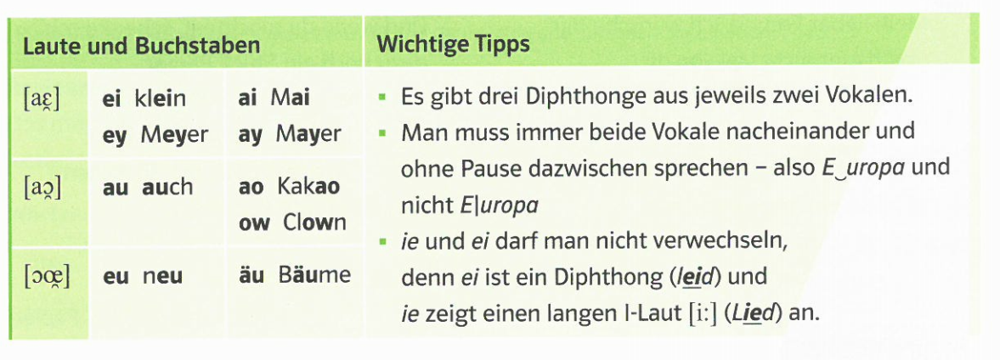 Laute und Buchstaben Wichtige Tipps
[aɛ̯] ei klein ai Mai
ey Meyer ay Mayer
[aɔ̯] au auch ao Kakao
ow Clown
[ɔœ̯] eu neu äu Bäume
▪ Es gibt drei Diphthonge aus jeweils zwei Vokalen.
▪ Man muss immer beide Vokale nacheinander und
ohne Pause dazwischen sprechen – also E‿uropa und
nicht E|uropa
▪ ie und ei darf man nicht verwechseln,
denn ei ist ein Diphthong (leid) und
ie zeigt einen langen I-Laut [i:] (Lied) an.